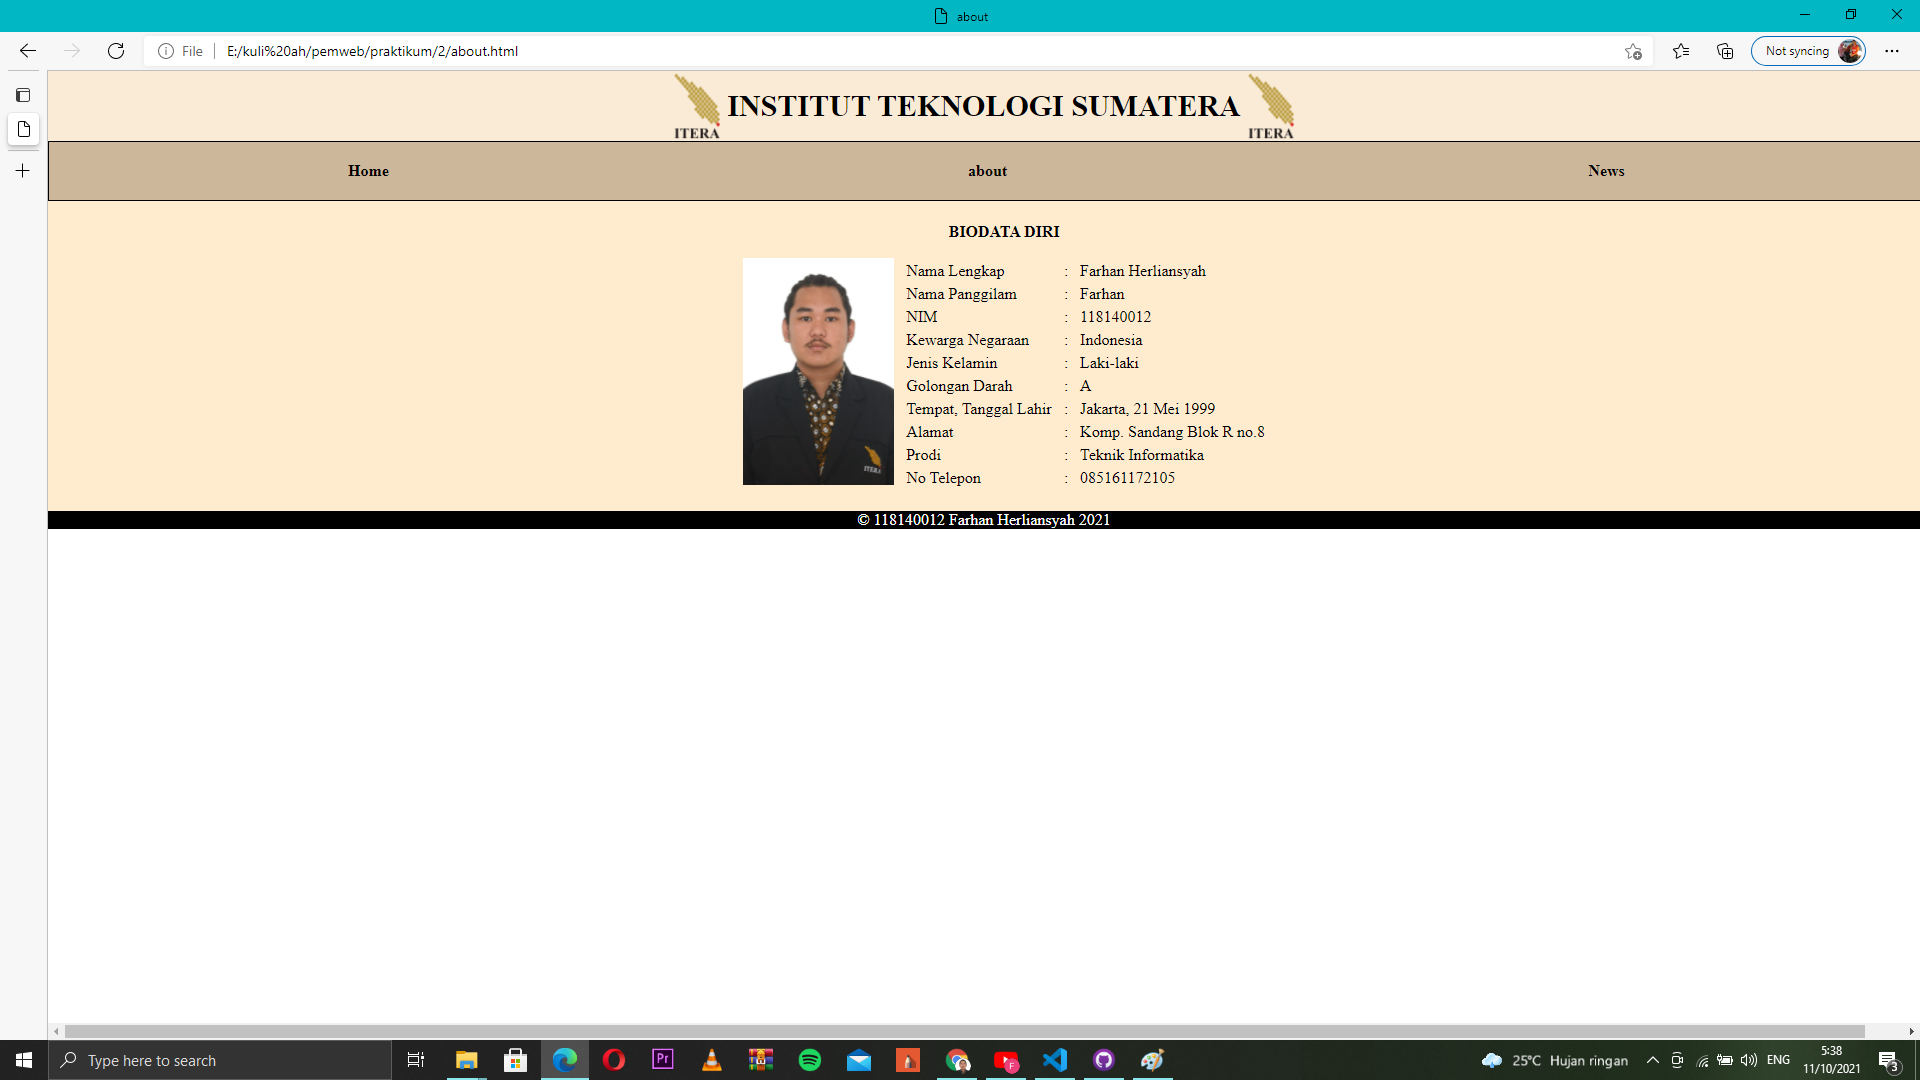 about
File
E:/kuli%20ah/pemweb/praktikum/2/about.html
Not syncing
ITERA INSTITUT TEKNOLOGI SUMATERA ITERA
Home about News
BIODATA DIRI
Nama Lengkap : Farhan Herliansyah
Nama Panggilam : Farhan
NIM : 118140012
Kewarga Negaraan : Indonesia
Jenis Kelamin : Laki-laki
Golongan Darah : A
Tempat, Tanggal Lahir : Jakarta, 21 Mei 1999
Alamat : Komp. Sandang Blok R no.8
Prodi : Teknik Informatika
No Telepon : 085161172105
ITERA
© 118140012 Farhan Herliansyah 2021
Type here to search
Pr
F
25°C Hujan ringan
ENG
5:38
11/10/2021
3